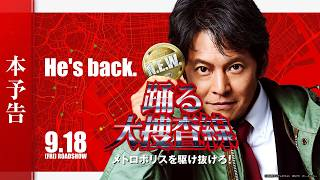 本予告
He's back.
N.E.W.
踊る
大捜査線
メトロポリスを駆け抜けろ!
9.18
[FRI] ROADSHOW